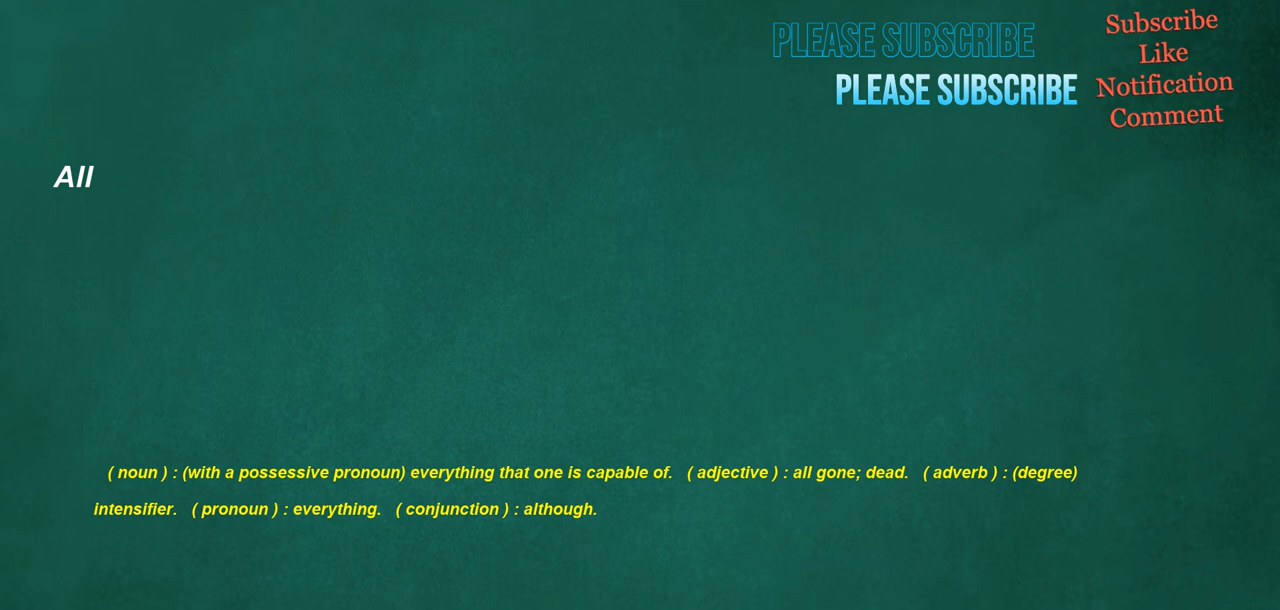 PLEASE SUBSCRIBE
PLEASE SUBSCRIBE
Subscribe
Like
Notification
Comment
All
( noun ) : (with a possessive pronoun) everything that one is capable of. ( adjective ) : all gone; dead. ( adverb ) : (degree)
intensifier. ( pronoun ) : everything. ( conjunction ) : although.